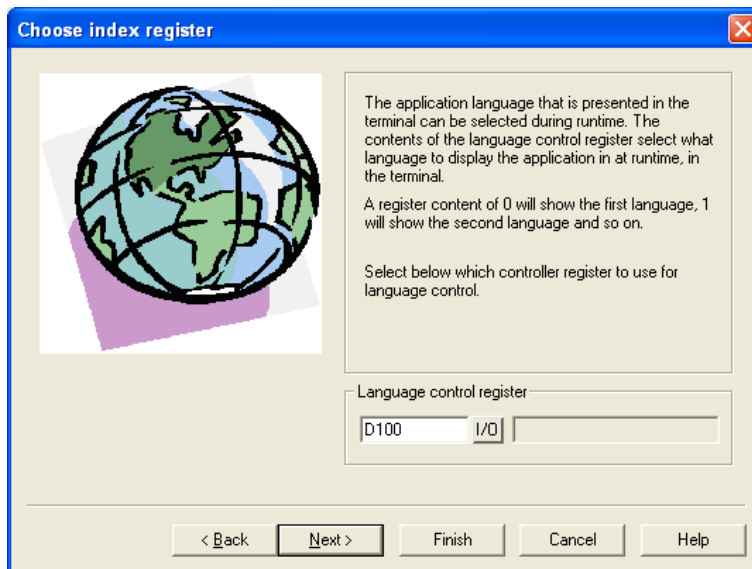 Choose index register
The application language that is presented in the
terminal can be selected during runtime. The
contents of the language control register select what
language to display the application in at runtime, in
the terminal.
A register content of 0 will show the first language, 1
will show the second language and so on.
Select below which controller register to use for
language control.
Language control register
D100 I/O
< Back Next > Finish Cancel Help